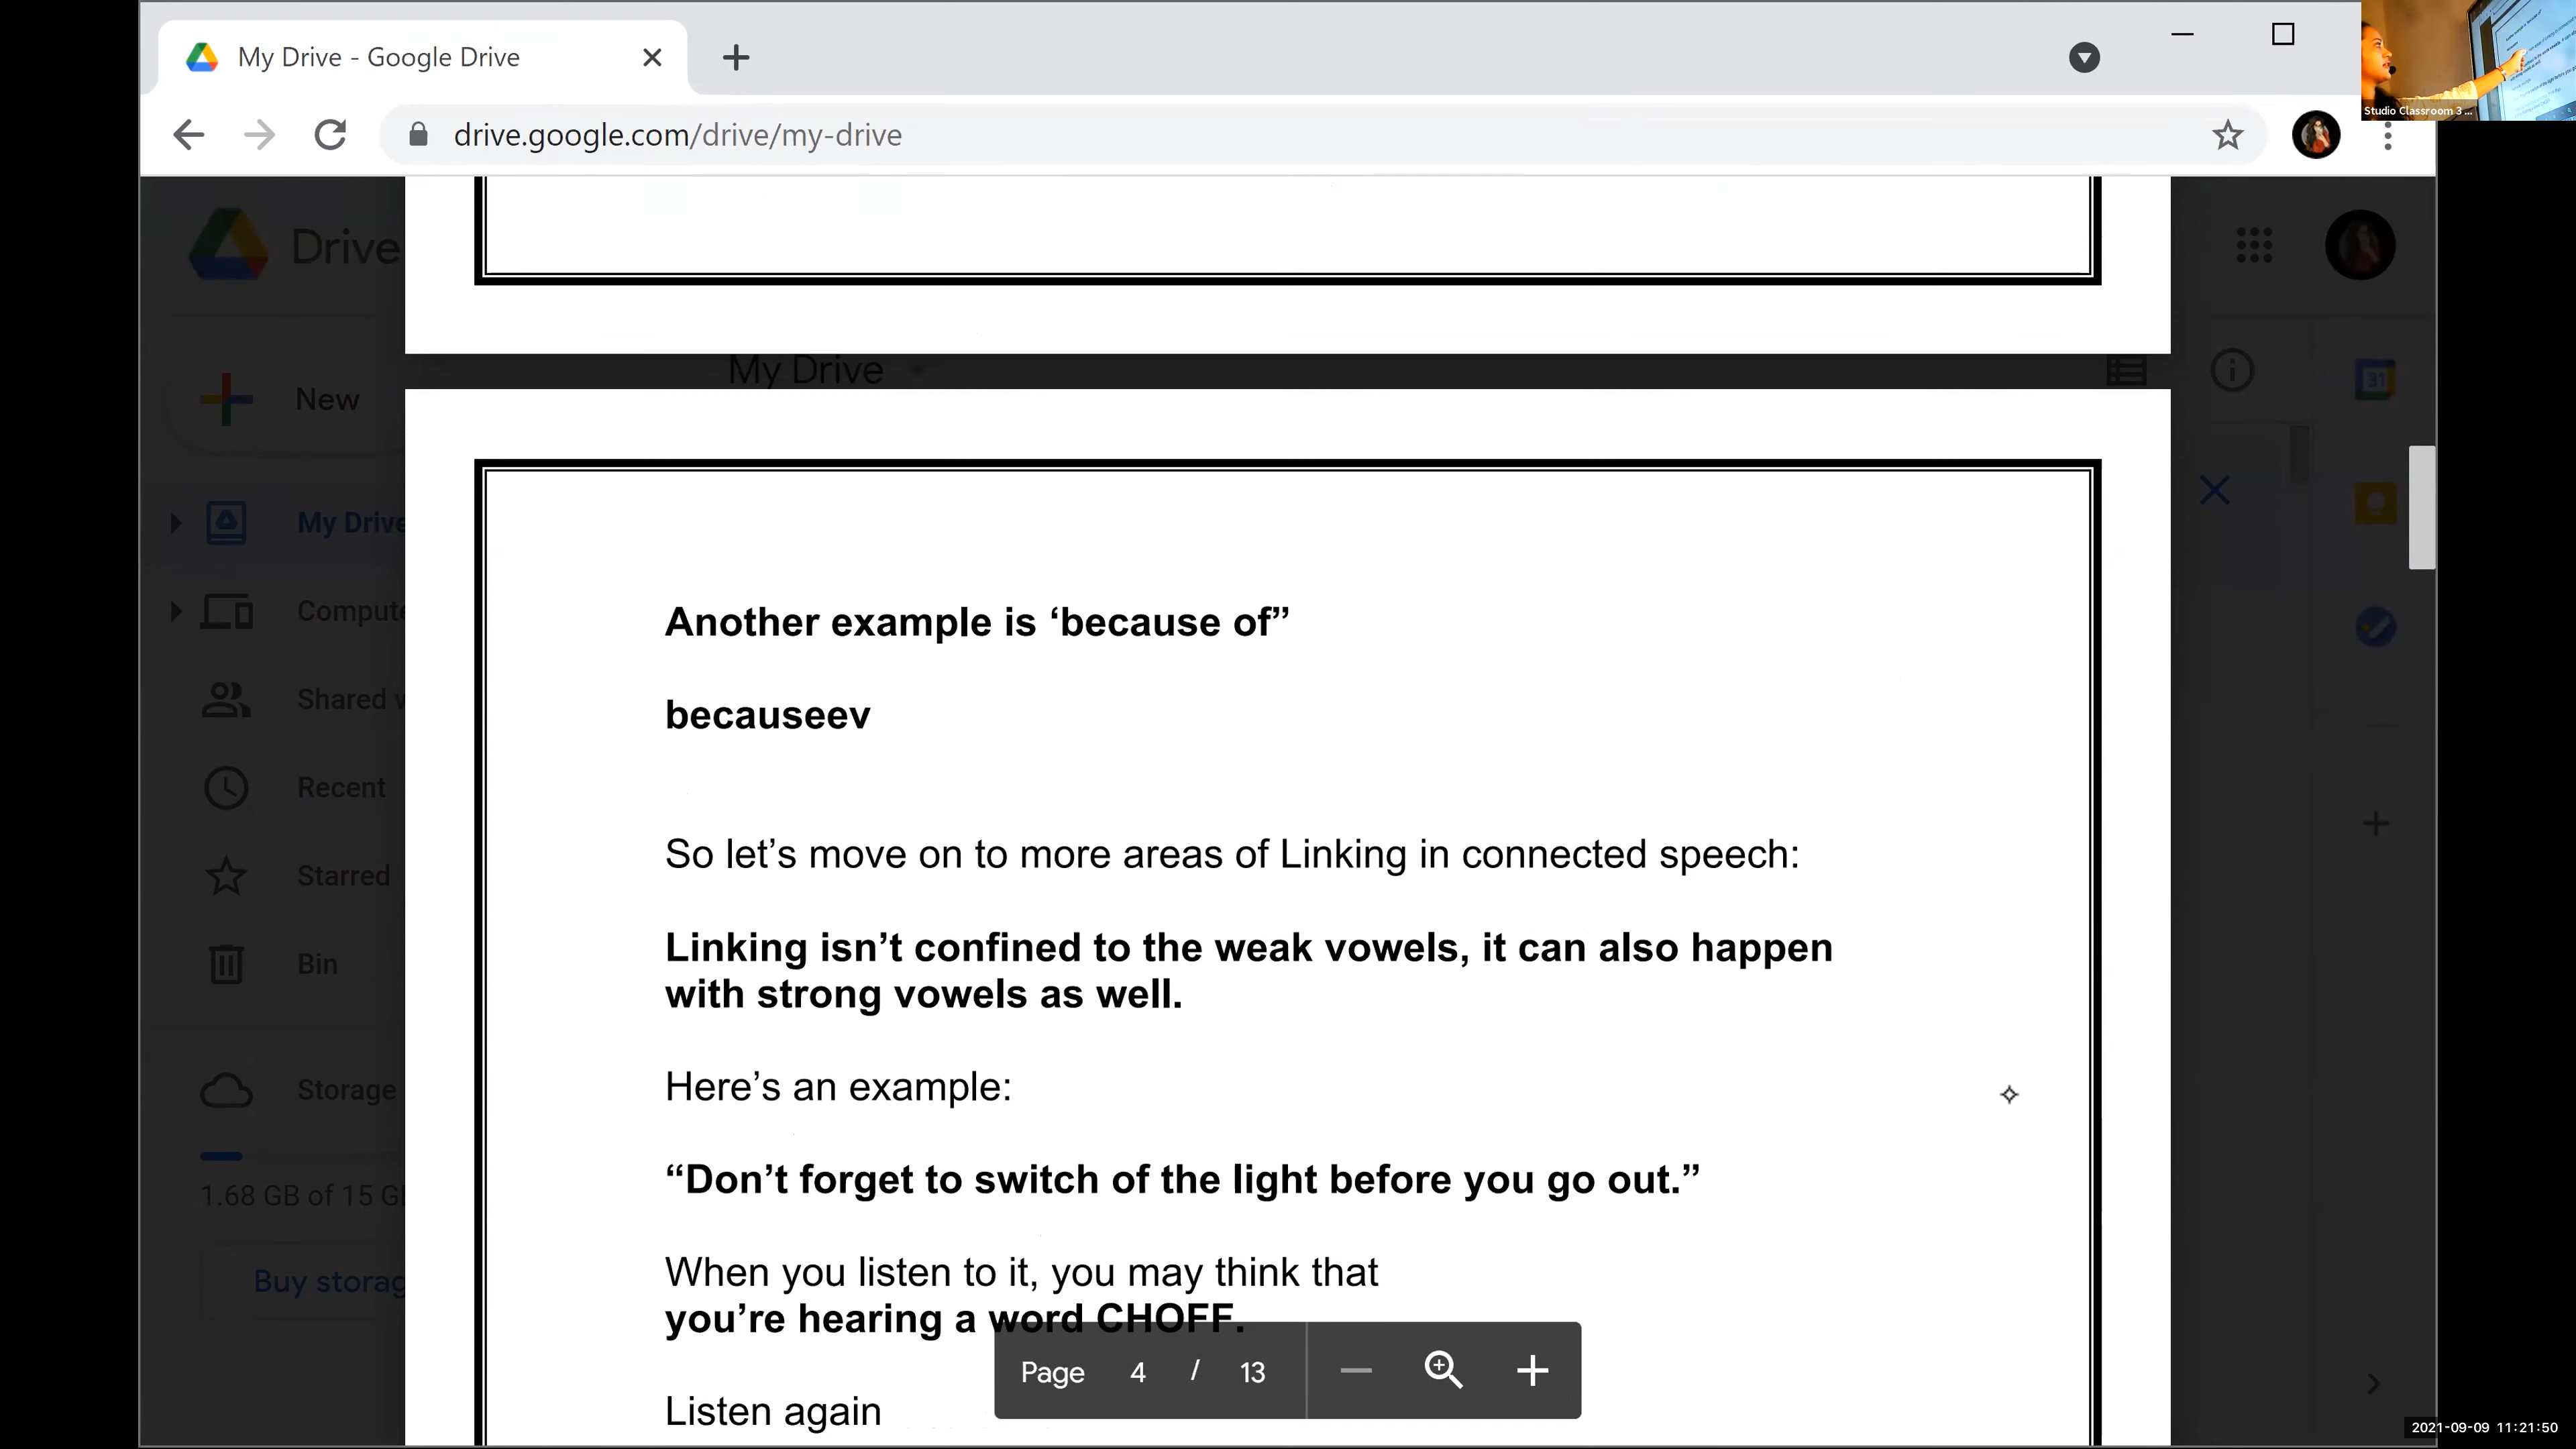 My Drive - Google Drive
Studio Classroom 3 ...
drive.google.com/drive/my-drive
Drive
My Drive
New
31
My Drive
Compute
Another example is ‘because of”
Shared w
becauseev
Recent
So let’s move on to more areas of Linking in connected speech:
Starred
Linking isn’t confined to the weak vowels, it can also happen
with strong vowels as well.
Bin
Here’s an example:
Storage
“Don’t forget to switch of the light before you go out.”
1.68 GB of 15 G
When you listen to it, you may think that
Buy storag
you’re hearing a word CHOFF.
Page 4 / 13
Listen again
2021-09-09 11:21:50